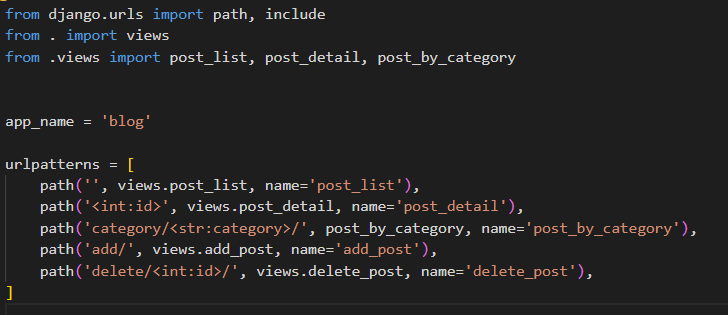 from django.urls import path, include
from . import views
from .views import post_list, post_detail, post_by_category
app_name = 'blog'
urlpatterns = [
    path('', views.post_list, name='post_list'),
    path('<int:id>', views.post_detail, name='post_detail'),
    path('category/<str:category>/', post_by_category, name='post_by_category'),
    path('add/', views.add_post, name='add_post'),
    path('delete/<int:id>/', views.delete_post, name='delete_post'),
]